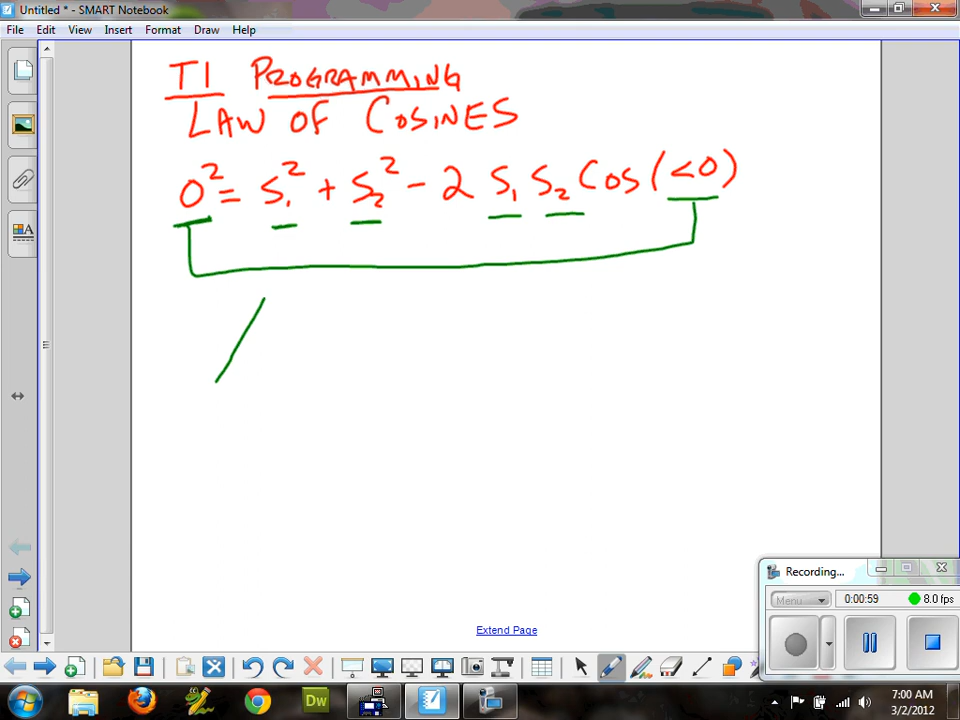 Untitled * - SMART Notebook
File Edit View Insert Format Draw Help
TI PROGRAMMING
LAW OF COSINES
O² = S₁² + S₂² - 2 S₁ S₂ Cos (<O)
Recording...
Menu 0:00:59 8.0 fps
Extend Page
Dw
7:00 AM
3/2/2012